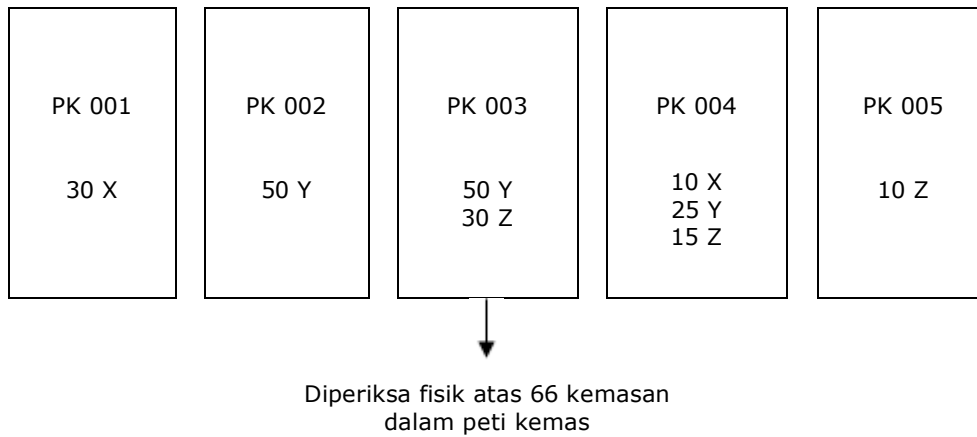 PK 001
30 X
PK 002
50 Y
PK 003
50 Y
30 Z
PK 004
10 X
25 Y
15 Z
PK 005
10 Z
Diperiksa fisik atas 66 kemasan
dalam peti kemas